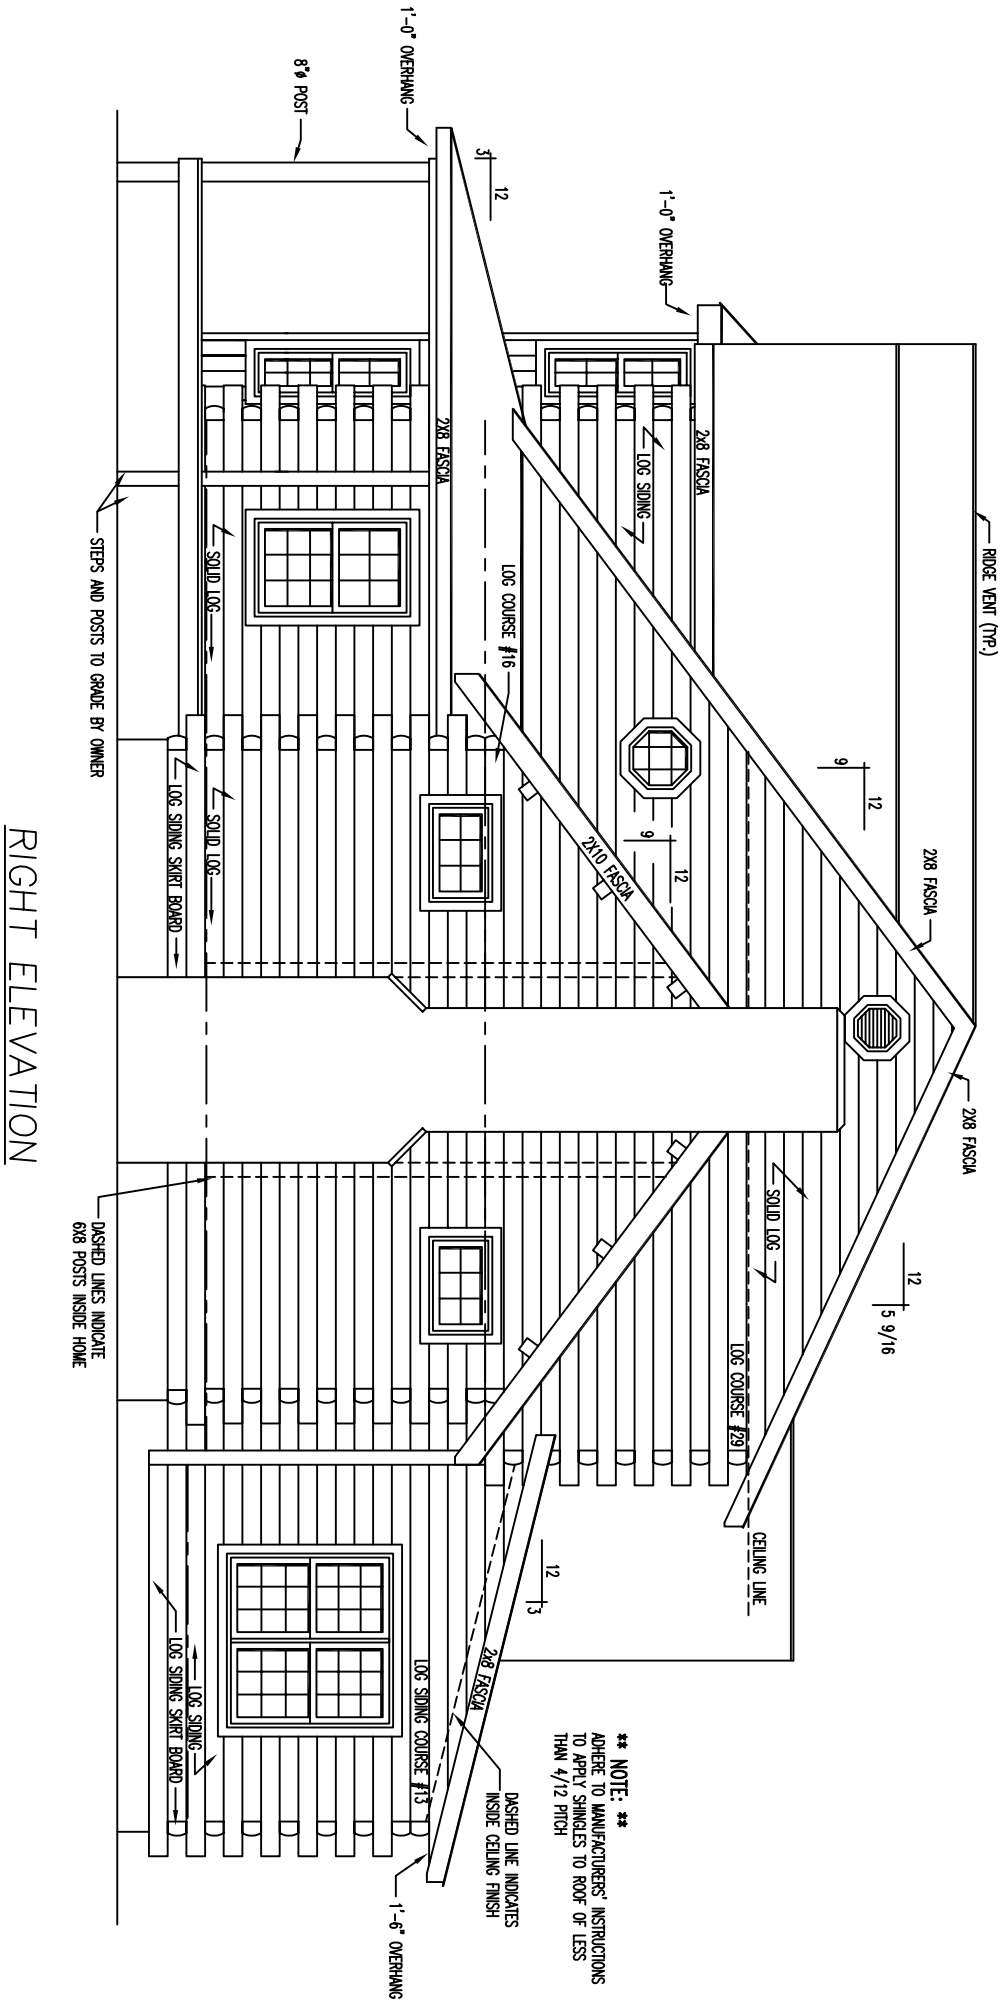 RIDGE VENT (TYP.)
1'-0" OVERHANG
2x8 FASCIA
9
12
2X8 FASCIA
2X8 FASCIA
12
5 9/16
LOG SIDING
SOLID LOG
LOG COURSE #29
CEILING LINE
** NOTE: **
ADHERE TO MANUFACTURERS' INSTRUCTIONS
TO APPLY SHINGLES TO ROOF OF LESS
THAN 4/12 PITCH
9
12
2X10 FASCIA
12
3
1'-0" OVERHANG
3
12
2X8 FASCIA
LOG COURSE #16
2x8 FASCIA
DASHED LINE INDICATES
INSIDE CEILING FINISH
LOG SIDING COURSE #13
1'-6" OVERHANG
8"ø POST
SOLID LOG
SOLID LOG
LOG SIDING
LOG SIDING SKIRT BOARD
LOG SIDING SKIRT BOARD
STEPS AND POSTS TO GRADE BY OWNER
DASHED LINES INDICATE
6X8 POSTS INSIDE HOME
RIGHT ELEVATION